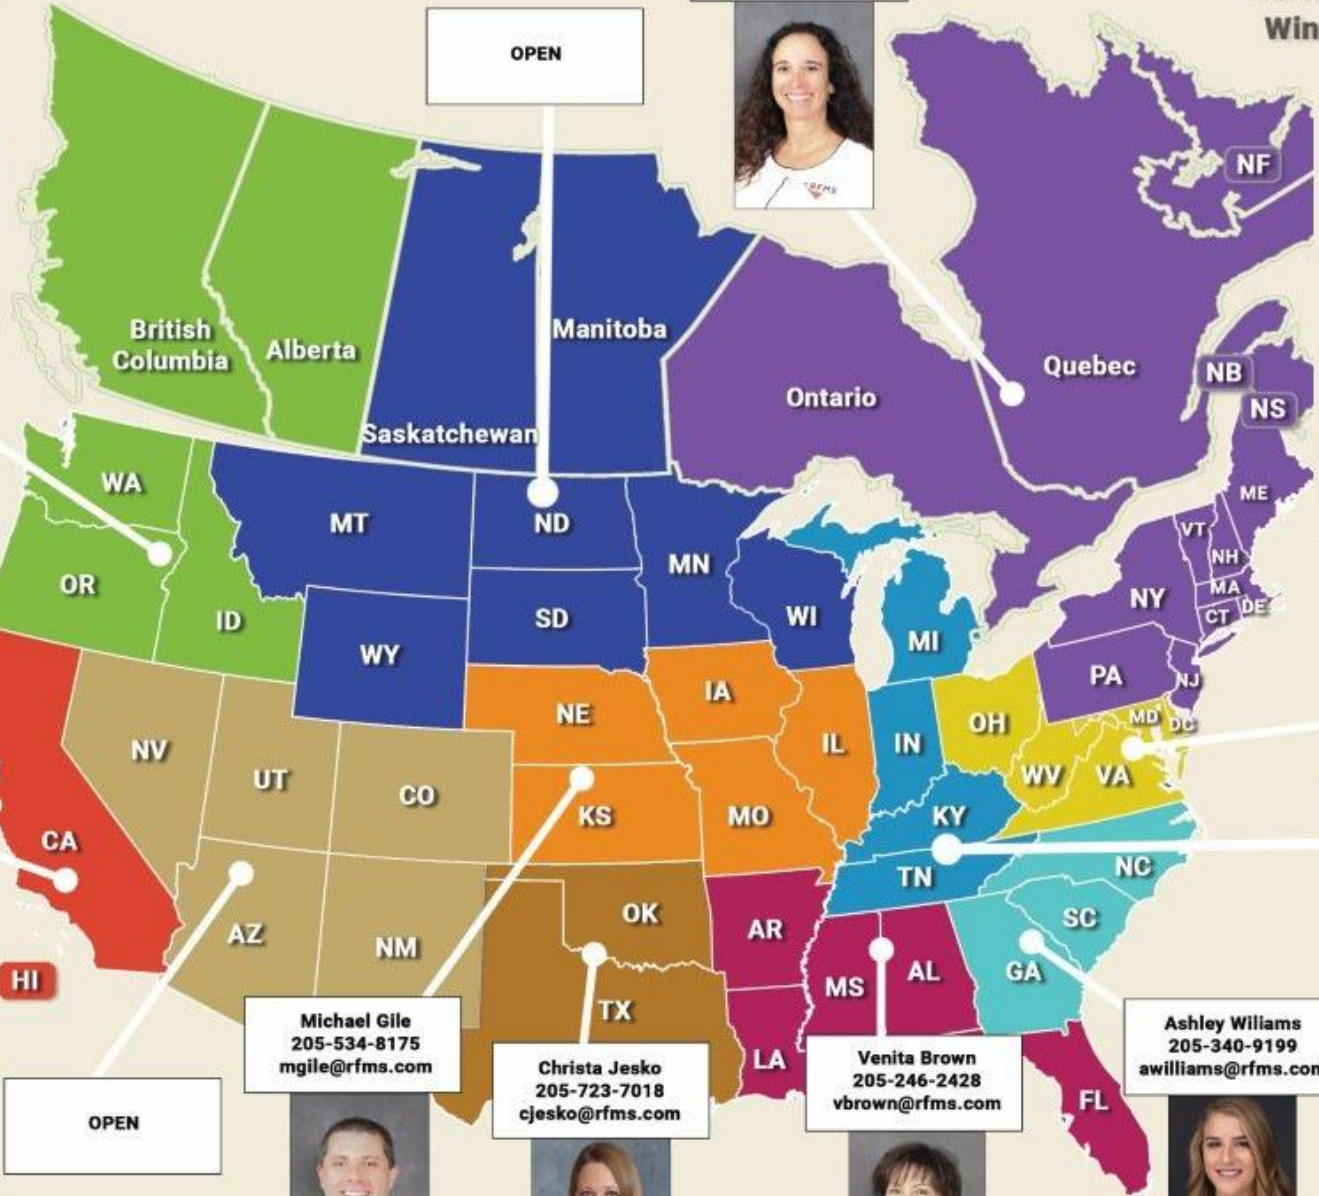 Win
OPEN
RFMS
NF
British
Columbia
Alberta
Manitoba
Saskatchewan
Ontario
Quebec
NB
NS
WA
OR
ID
MT
ND
SD
WY
MN
WI
MI
ME
VT
NH
MA
CT
DE
NY
PA
NJ
MD
DC
NV
UT
CO
NE
IA
IL
IN
OH
WV
VA
KS
MO
KY
TN
NC
SC
CA
HI
AZ
NM
OK
TX
AR
LA
MS
AL
GA
FL
OPEN
Michael Gile
205-534-8175
mgile@rfms.com
Christa Jesko
205-723-7018
cjesko@rfms.com
Venita Brown
205-246-2428
vbrown@rfms.com
Ashley Wiliams
205-340-9199
awilliams@rfms.com